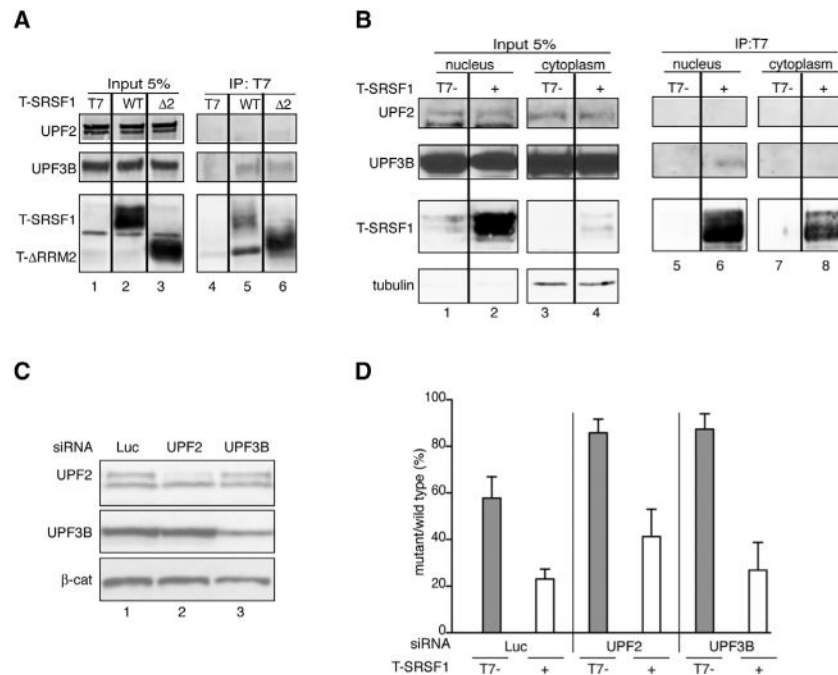 A
Input 5% IP: T7
T-SRSF1 T7 WT Δ2 T7 WT Δ2
UPF2
UPF3B
T-SRSF1
T-ΔRRM2
1 2 3 4 5 6
B
Input 5% IP:T7
nucleus cytoplasm nucleus cytoplasm
T-SRSF1 T7- + T7- + T7- + T7- +
UPF2
UPF3B
T-SRSF1
5 6 7 8
tubulin
1 2 3 4
C
siRNA Luc UPF2 UPF3B
UPF2
UPF3B
β-cat
1 2 3
D
mutant/wild type (%)
100
80
60
40
20
0
siRNA Luc UPF2 UPF3B
T-SRSF1 T7- + T7- + T7- +